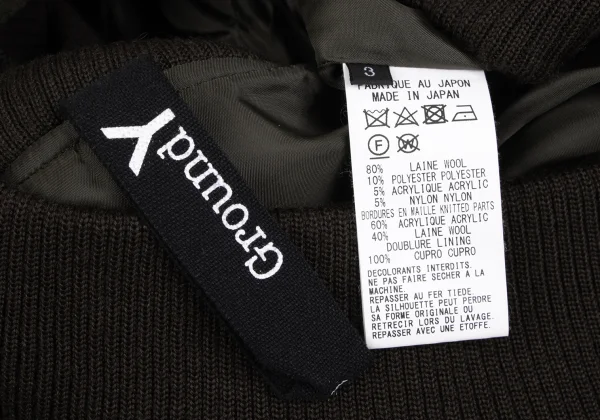 GroundY
3
FABRIQUE AU JAPON
MADE IN JAPAN
F W
80% LAINE WOOL
10% POLYESTER POLYESTER
5% ACRYLIQUE ACRYLIC
5% NYLON NYLON
BORDURES EN MAILLE KNITTED PARTS
60% ACRYLIQUE ACRYLIC
40% LAINE WOOL
DOUBLURE LINING
100% CUPRO CUPRO
DECOLORANTS INTERDITS.
NE PAS FAIRE SECHER A LA
MACHINE.
REPASSER AU FER TIEDE.
LA SILHOUETTE PEUT PERDRE
SA FORME ORIGINALE OU
RETRECIR LORS DU LAVAGE.
REPASSER AVEC UNE ETOFFE.